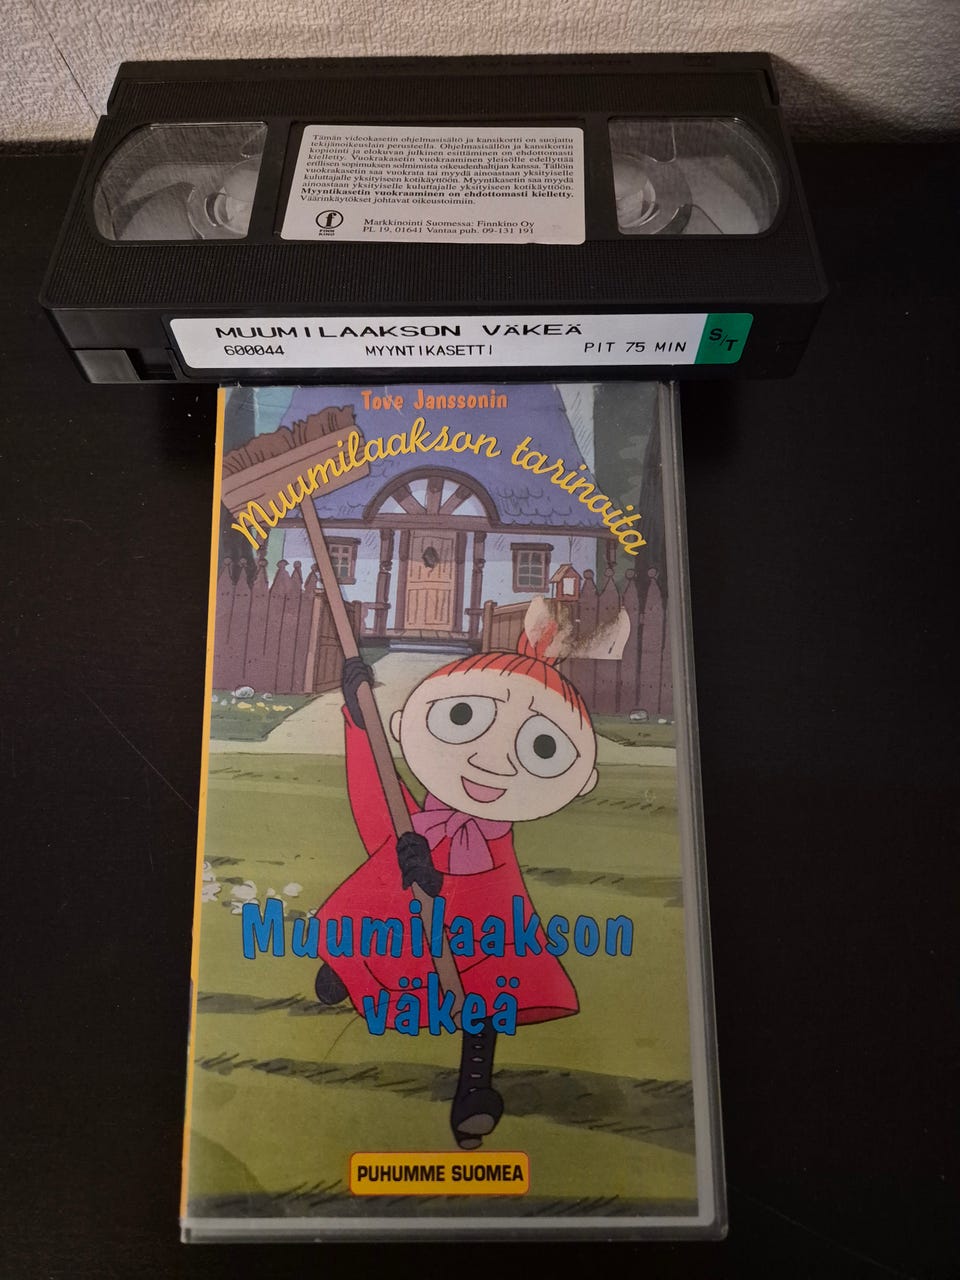 Tämän videokasetin ohjelmasisältö ja kansikortti on suojattu
tekijänoikeuslain perusteella. Ohjelmasisällön ja kansikortin
kopiointi ja elokuvan julkinen esittäminen on ehdottomasti
kielletty. Vuokrakasetin vuokraaminen yleisölle edellyttää
erillisen sopimuksen solmimista oikeudenhaltijan kanssa. Tällöin
vuokrakasetin saa vuokrata tai myydä ainoastaan yksityiselle
kuluttajalle yksityiseen kotikäyttöön. Myyntikasetin saa myydä
ainoastaan yksityiselle kuluttajalle yksityiseen kotikäyttöön.
Myyntikasetin vuokraaminen on ehdottomasti kielletty.
Väärinkäytökset johtavat oikeustoimiin.
f
FINN
KINO
Markkinointi Suomessa: Finnkino Oy
PL 19, 01641 Vantaa puh. 09-131 191
MUUMILAAKSON VÄKEÄ
600044 MYYNTIKASETTI PIT 75 MIN
S/T
Tove Janssonin
Muumilaakson tarinoita
Muumilaakson
väkeä
PUHUMME SUOMEA